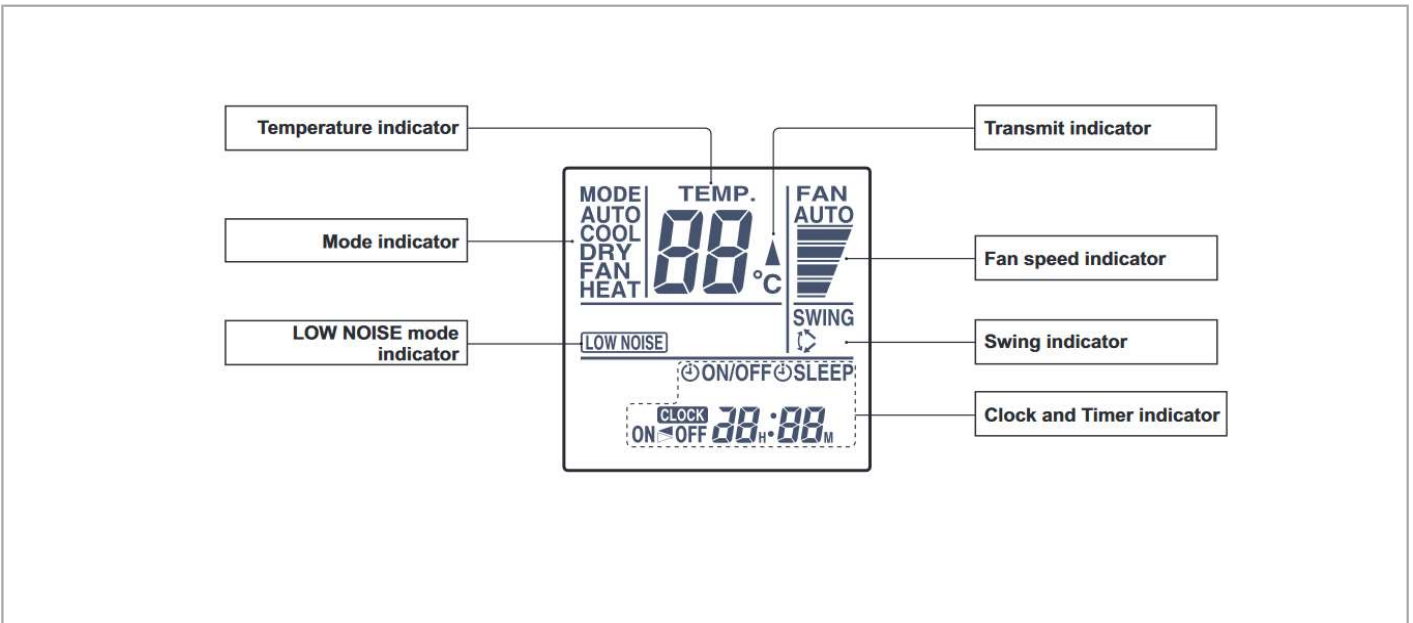 Temperature indicator
Transmit indicator
Mode indicator
Fan speed indicator
LOW NOISE mode
indicator
Swing indicator
Clock and Timer indicator
MODE
AUTO
COOL
DRY
FAN
HEAT
TEMP.
88
°C
FAN
AUTO
SWING
LOW NOISE
ON/OFF SLEEP
CLOCK
ON OFF 28H:88M